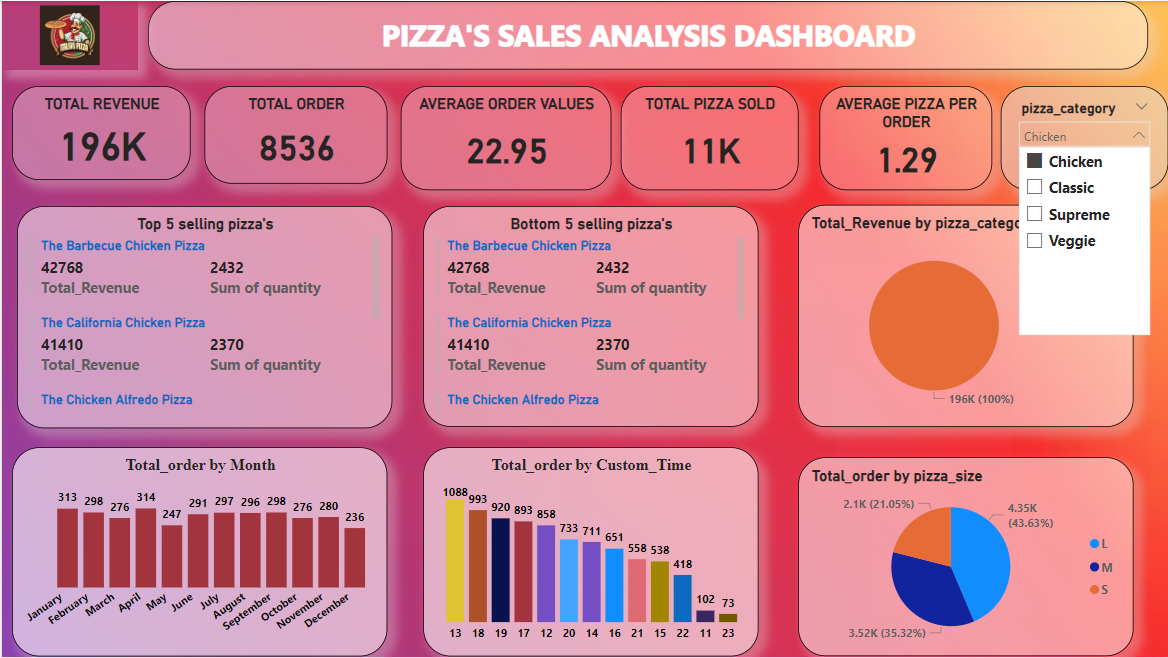 ITALIAN PIZZA
PIZZA'S SALES ANALYSIS DASHBOARD
TOTAL REVENUE
196K
TOTAL ORDER
8536
AVERAGE ORDER VALUES
22.95
TOTAL PIZZA SOLD
11K
AVERAGE PIZZA PER
ORDER
1.29
pizza_category
Chicken
Chicken
Classic
Supreme
Veggie
Top 5 selling pizza's
The Barbecue Chicken Pizza
42768 2432
Total_Revenue Sum of quantity
The California Chicken Pizza
41410 2370
Total_Revenue Sum of quantity
The Chicken Alfredo Pizza
Bottom 5 selling pizza's
The Barbecue Chicken Pizza
42768 2432
Total_Revenue Sum of quantity
The California Chicken Pizza
41410 2370
Total_Revenue Sum of quantity
The Chicken Alfredo Pizza
Total_Revenue by pizza_catego
196K (100%)
Total_order by Month
313 298 276 314 247 291 297 296 298 276 280 236
January February March April May June July August September October November December
Total_order by Custom_Time
1088 993 920 893 858 733 711 651 558 538 418 102 73
13 18 19 17 12 20 14 16 21 15 22 11 23
Total_order by pizza_size
2.1K (21.05%)
4.35K
(43.63%)
3.52K (35.32%)
L
M
S